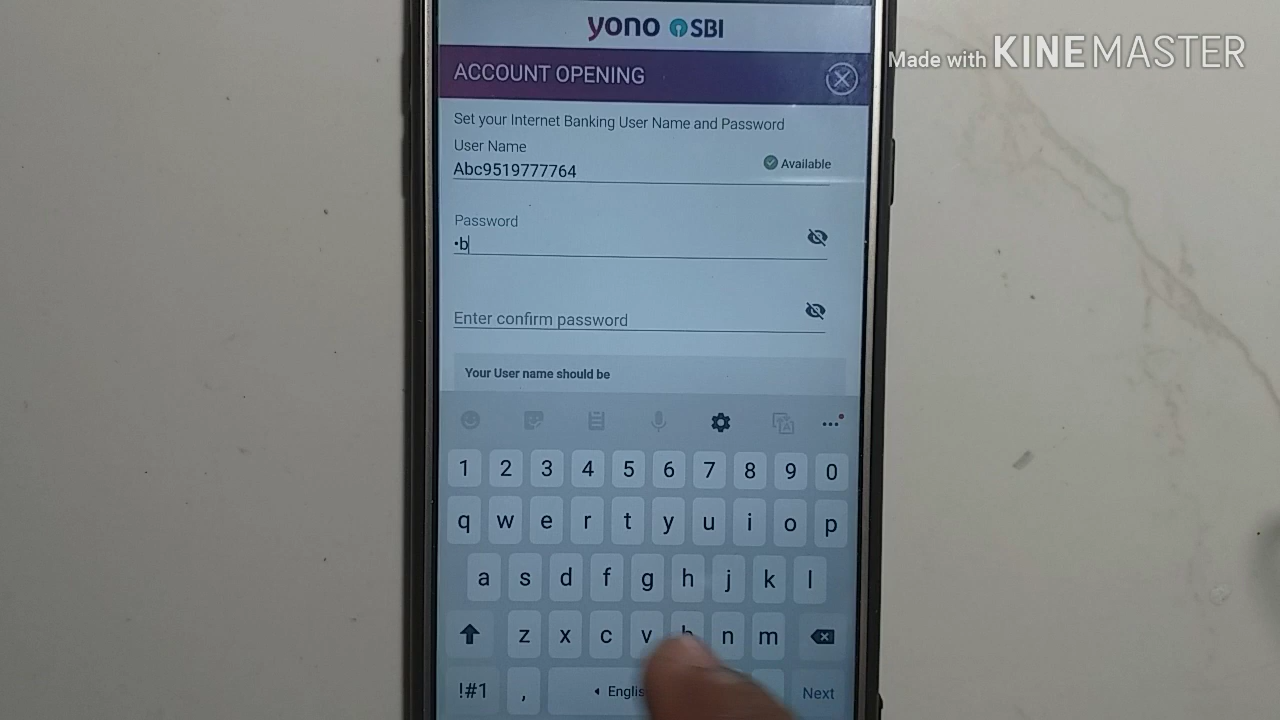 yono SBI
Made with KINEMASTER
ACCOUNT OPENING
Set your Internet Banking User Name and Password
User Name
Abc9519777764
Available
Password
•b
Enter confirm password
Your User name should be
1 2 3 4 5 6 7 8 9 0
q w e r t y u i o p
a s d f g h j k l
z x c v b n m
!#1 , Next